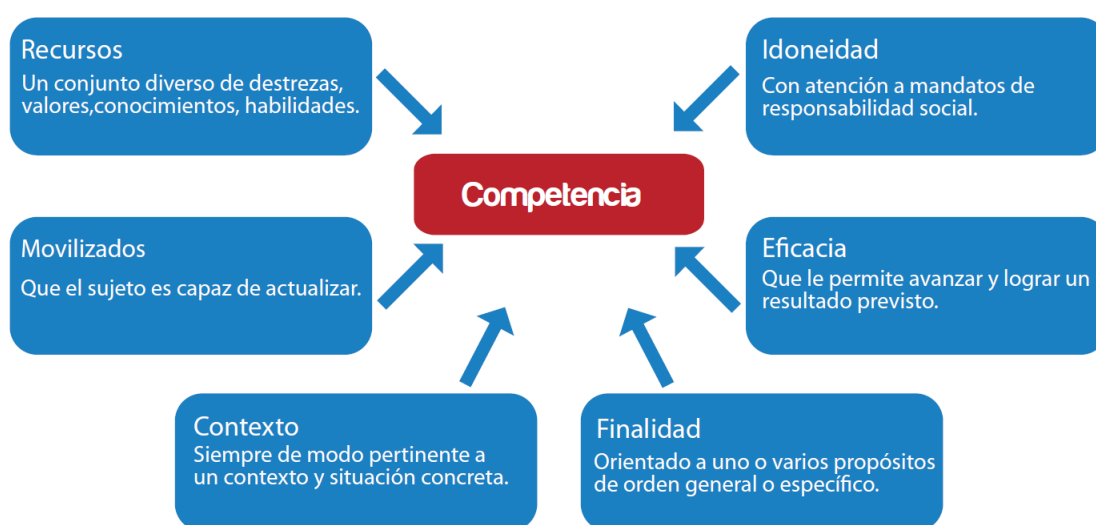 Recursos
Un conjunto diverso de destrezas,
valores,conocimientos, habilidades.
Idoneidad
Con atención a mandatos de
responsabilidad social.
Competencia
Movilizados
Que el sujeto es capaz de actualizar.
Eficacia
Que le permite avanzar y lograr un
resultado previsto.
Contexto
Siempre de modo pertinente a
un contexto y situación concreta.
Finalidad
Orientado a uno o varios propósitos
de orden general o específico.